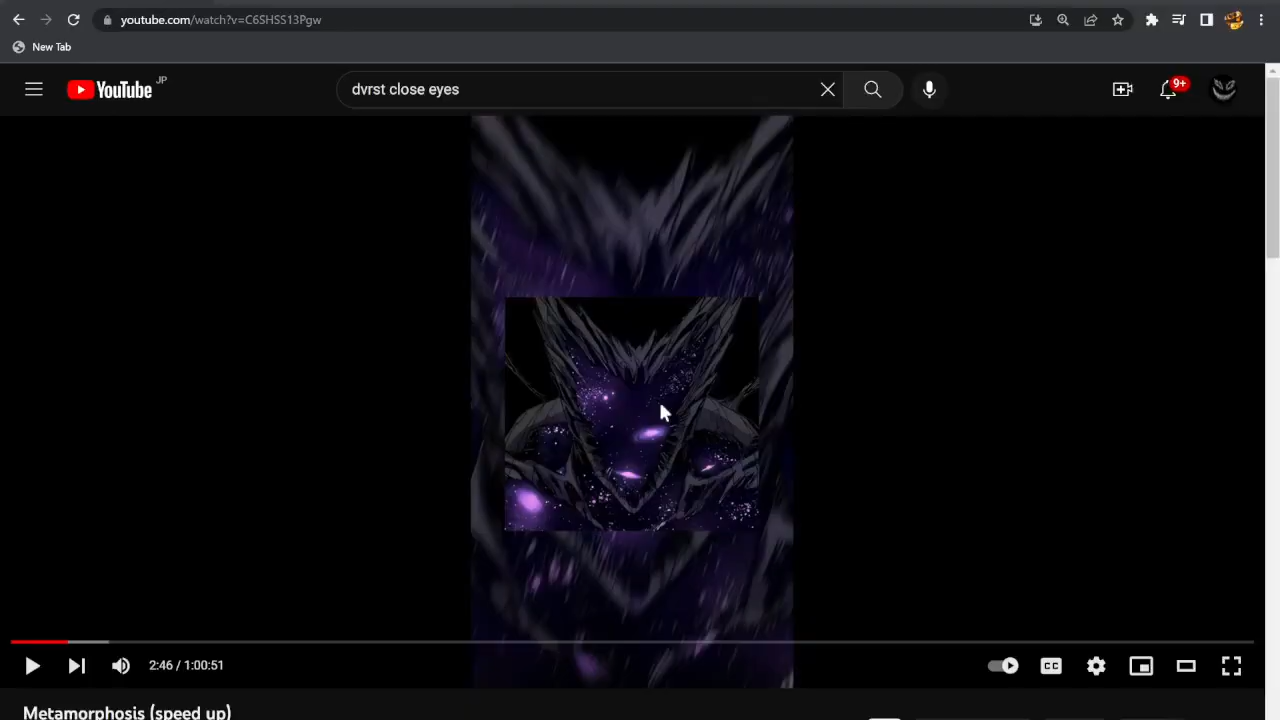 youtube.com/watch?v=C6SHSS13Pgw
New Tab
YouTube JP
dvrst close eyes
9+
2:46 / 1:00:51
CC
Metamorphosis (speed up)